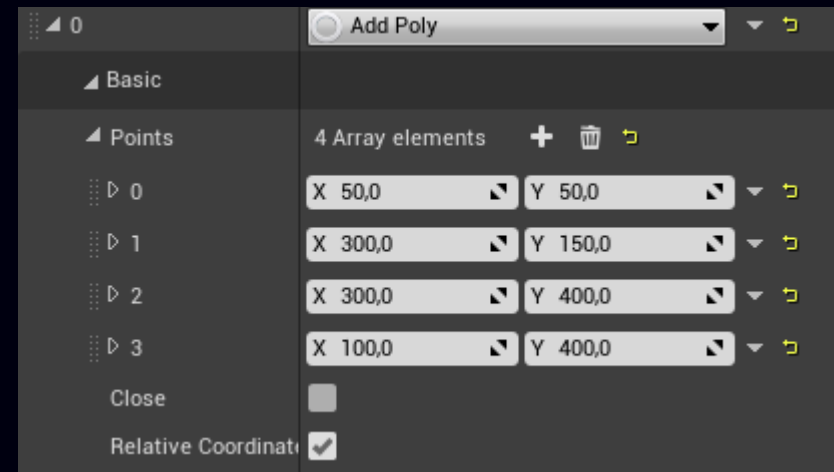 0 Add Poly
Basic
Points 4 Array elements
0 X 50,0 Y 50,0
1 X 300,0 Y 150,0
2 X 300,0 Y 400,0
3 X 100,0 Y 400,0
Close
Relative Coordinat